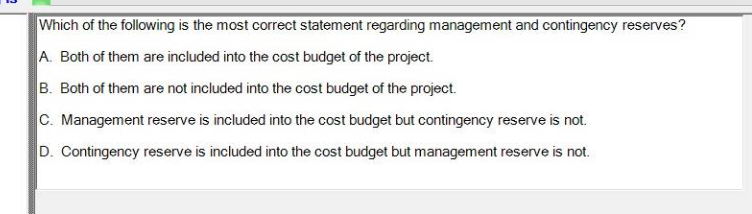 Which of the following is the most correct statement regarding management and contingency reserves?
A. Both of them are included into the cost budget of the project.
B. Both of them are not included into the cost budget of the project.
C. Management reserve is included into the cost budget but contingency reserve is not.
D. Contingency reserve is included into the cost budget but management reserve is not.